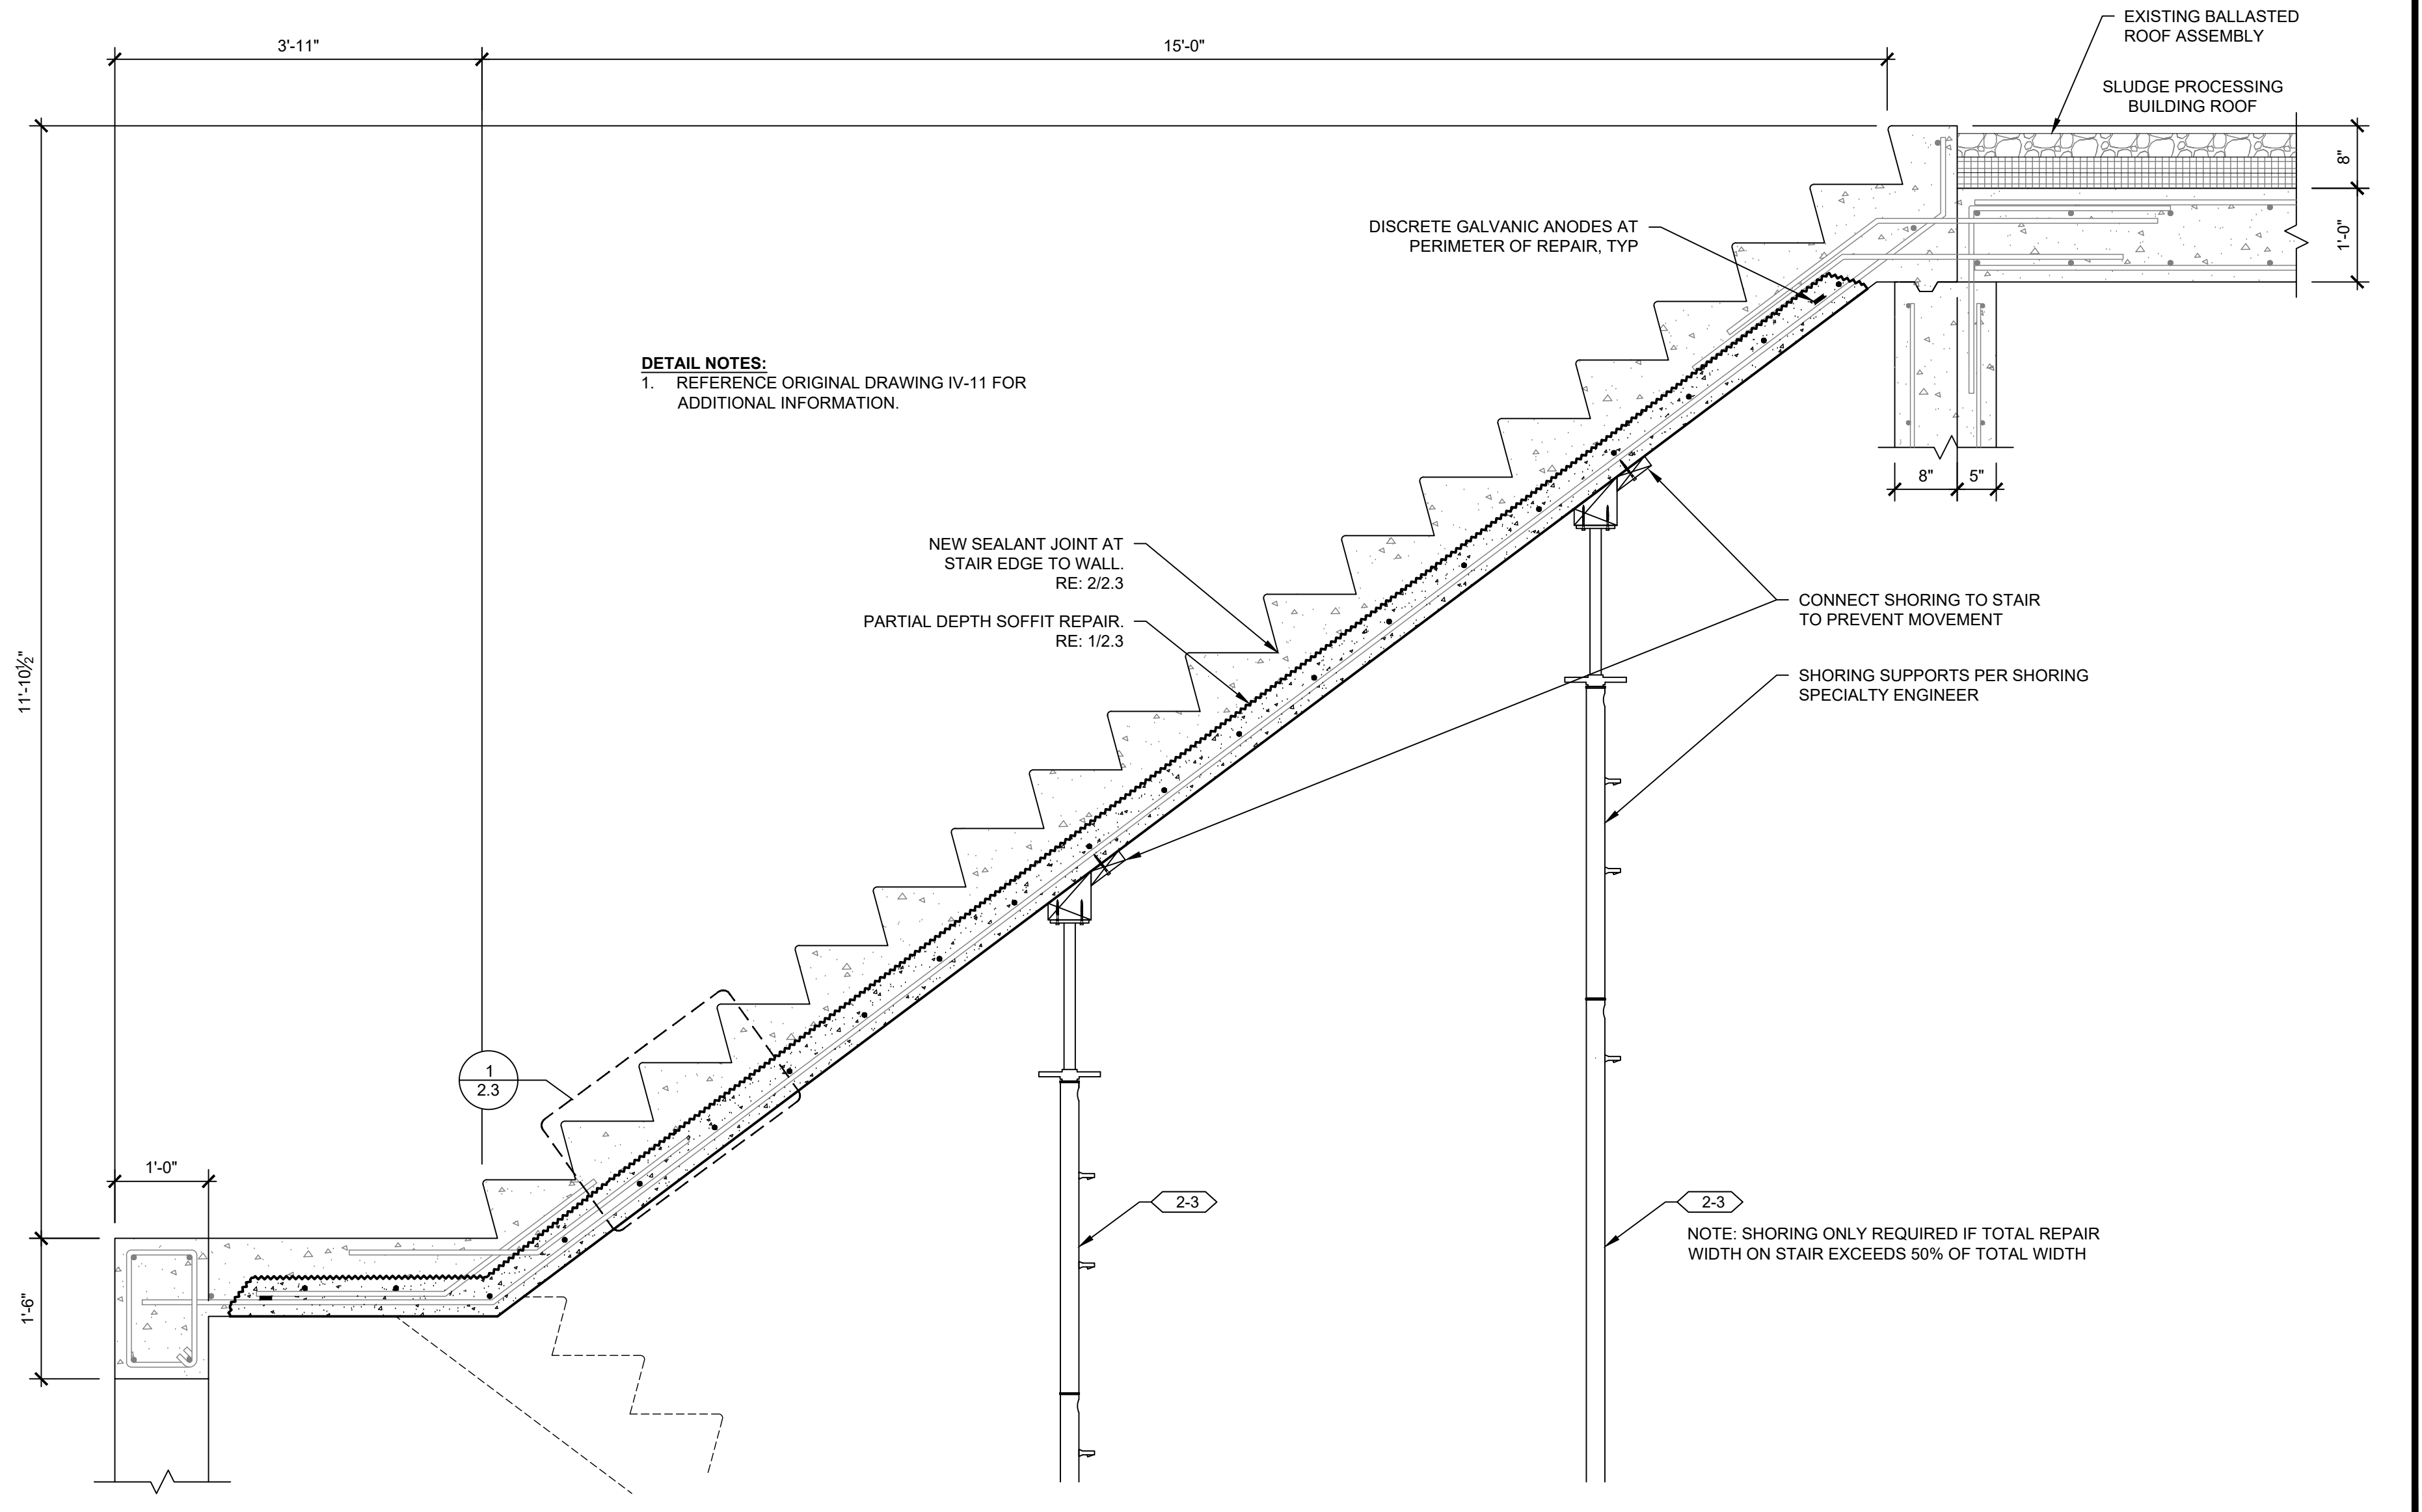 EXISTING BALLASTED
ROOF ASSEMBLY
3'-11"
15'-0"
SLUDGE PROCESSING
BUILDING ROOF
8"
DISCRETE GALVANIC ANODES AT
PERIMETER OF REPAIR, TYP
1'-0"
DETAIL NOTES:
1. REFERENCE ORIGINAL DRAWING IV-11 FOR
ADDITIONAL INFORMATION.
8"
5"
NEW SEALANT JOINT AT
STAIR EDGE TO WALL.
RE: 2/2.3
PARTIAL DEPTH SOFFIT REPAIR.
RE: 1/2.3
CONNECT SHORING TO STAIR
TO PREVENT MOVEMENT
11'-10½"
SHORING SUPPORTS PER SHORING
SPECIALTY ENGINEER
1
2.3
1'-0"
2-3
2-3
NOTE: SHORING ONLY REQUIRED IF TOTAL REPAIR
WIDTH ON STAIR EXCEEDS 50% OF TOTAL WIDTH
1'-6"